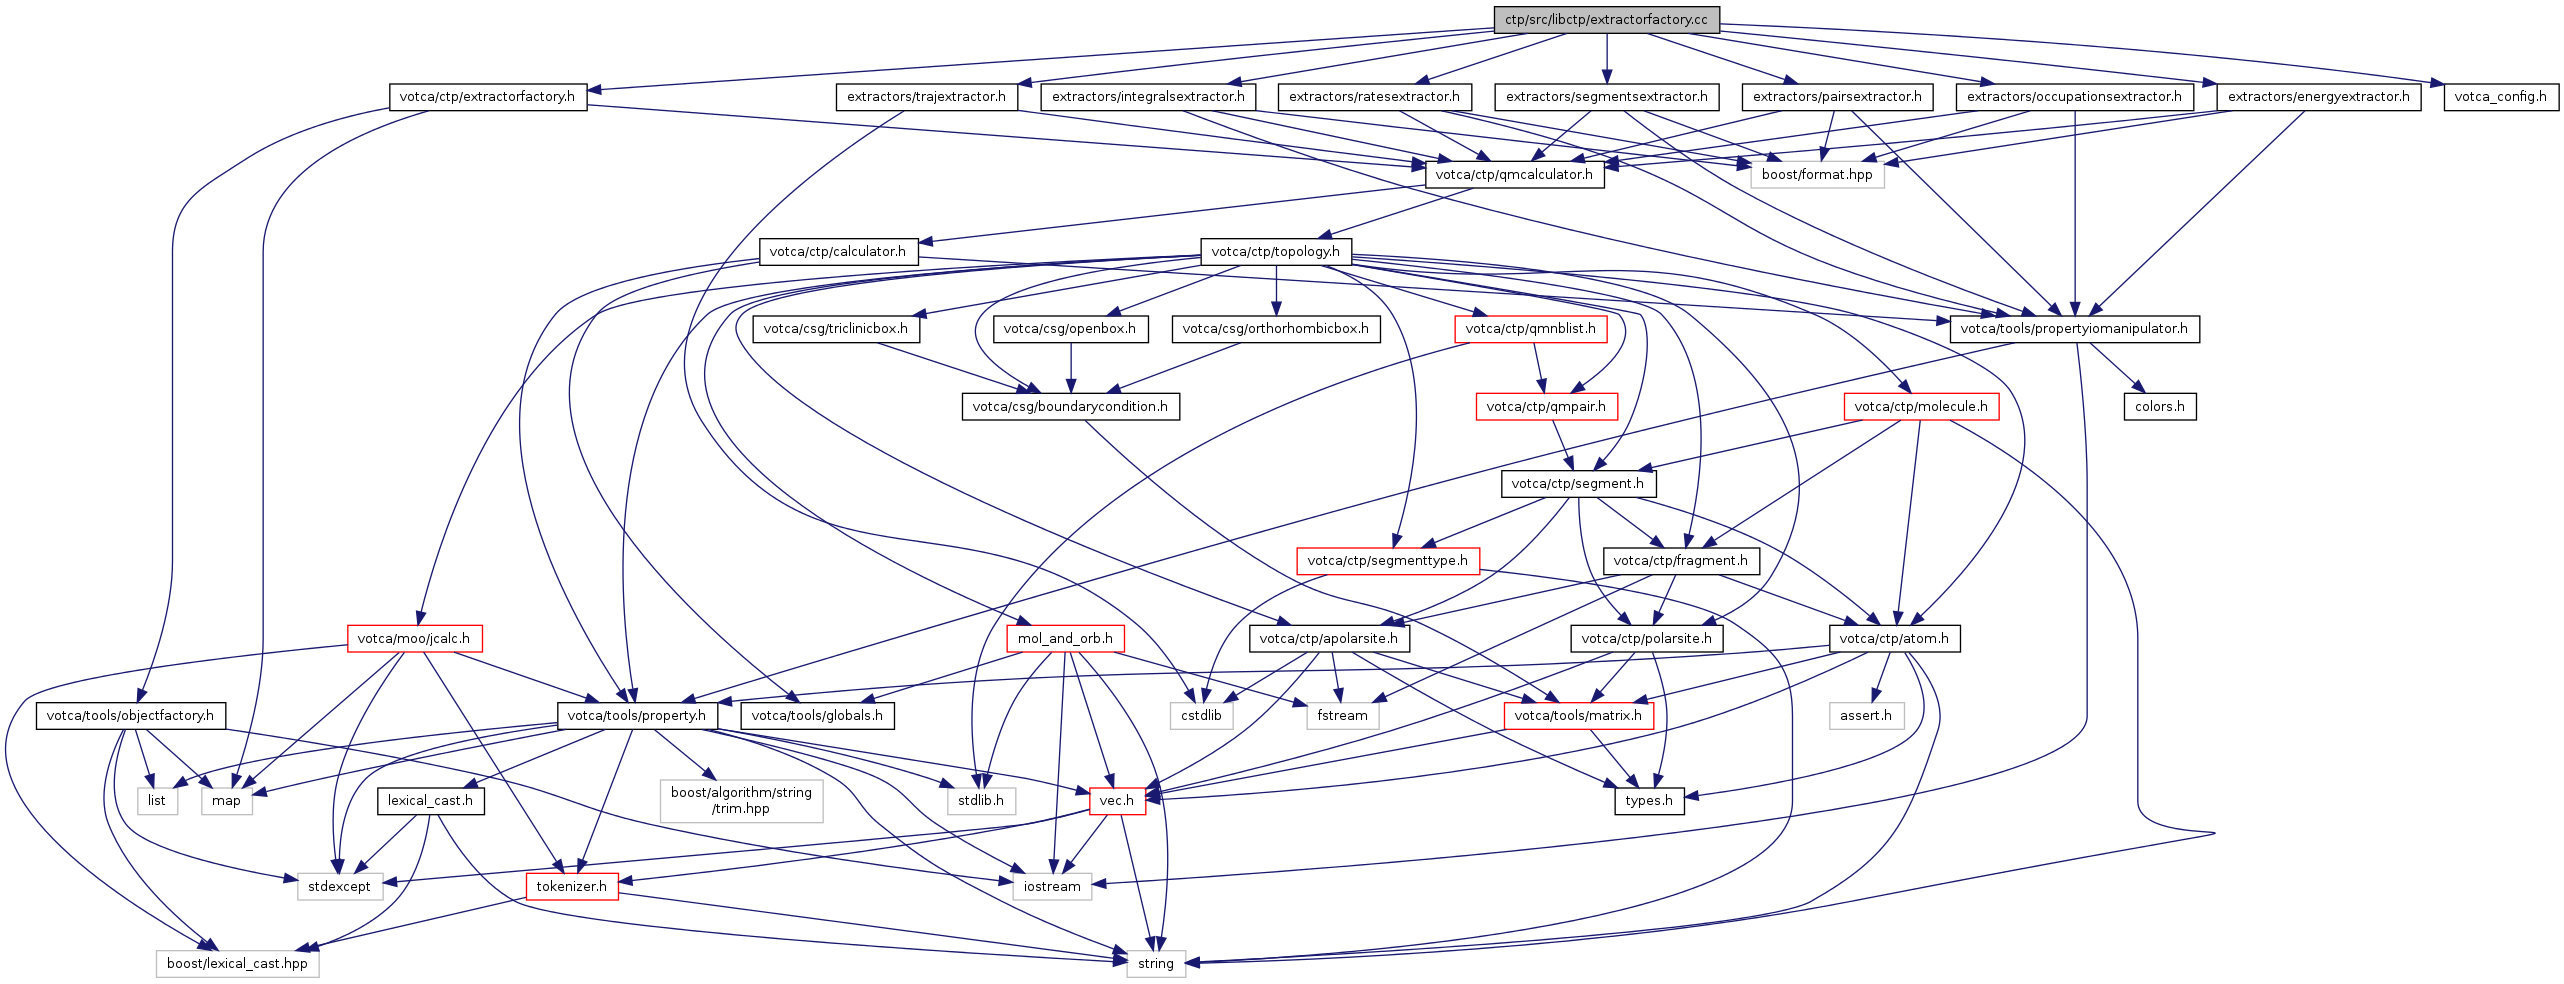 ctp/src/libctp/extractorfactory.cc
votca/ctp/extractorfactory.h
extractors/trajextractor.h
extractors/integralsextractor.h
extractors/ratesextractor.h
extractors/segmentsextractor.h
extractors/pairsextractor.h
extractors/occupationsextractor.h
extractors/energyextractor.h
votca_config.h
votca/ctp/qmcalculator.h
boost/format.hpp
votca/ctp/calculator.h
votca/ctp/topology.h
votca/csg/triclinicbox.h
votca/csg/openbox.h
votca/csg/orthorhombicbox.h
votca/ctp/qmnblist.h
votca/tools/propertyiomanipulator.h
votca/csg/boundarycondition.h
votca/ctp/qmpair.h
votca/ctp/molecule.h
colors.h
votca/ctp/segment.h
votca/ctp/segmenttype.h
votca/ctp/fragment.h
votca/moo/jcalc.h
mol_and_orb.h
votca/ctp/apolarsite.h
votca/ctp/polarsite.h
votca/ctp/atom.h
votca/tools/objectfactory.h
votca/tools/property.h
votca/tools/globals.h
cstdlib
fstream
votca/tools/matrix.h
assert.h
list
map
lexical_cast.h
boost/algorithm/string
/trim.hpp
stdlib.h
vec.h
types.h
stdexcept
tokenizer.h
iostream
boost/lexical_cast.hpp
string